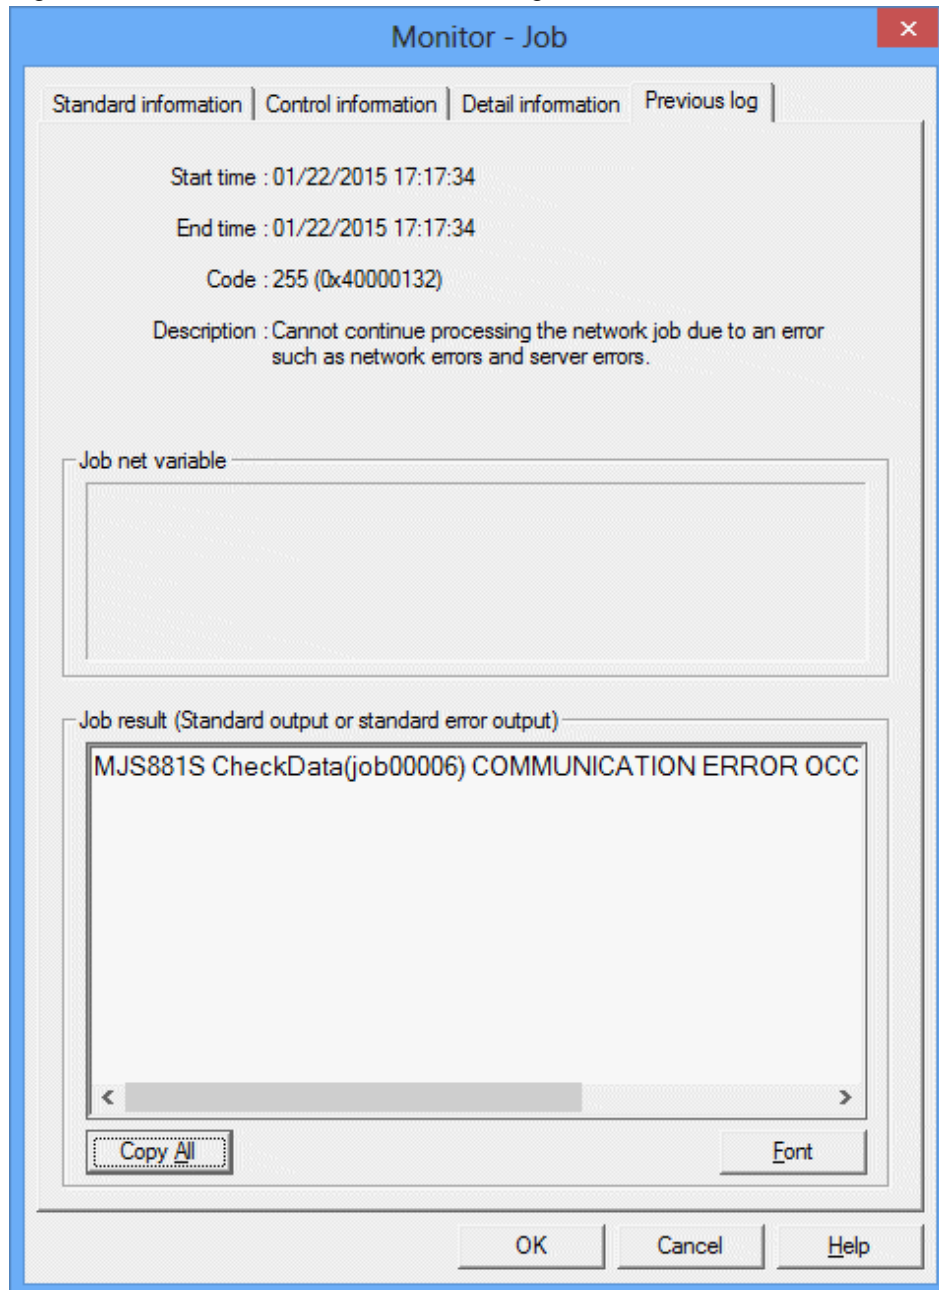 Monitor - Job
Standard information Control information Detail information Previous log
Start time : 01/22/2015 17:17:34
End time : 01/22/2015 17:17:34
Code : 255 (0x40000132)
Description : Cannot continue processing the network job due to an error
such as network errors and server errors.
Job net variable
Job result (Standard output or standard error output)
MJS881S CheckData(job00006) COMMUNICATION ERROR OCC
Copy All Font
OK Cancel Help